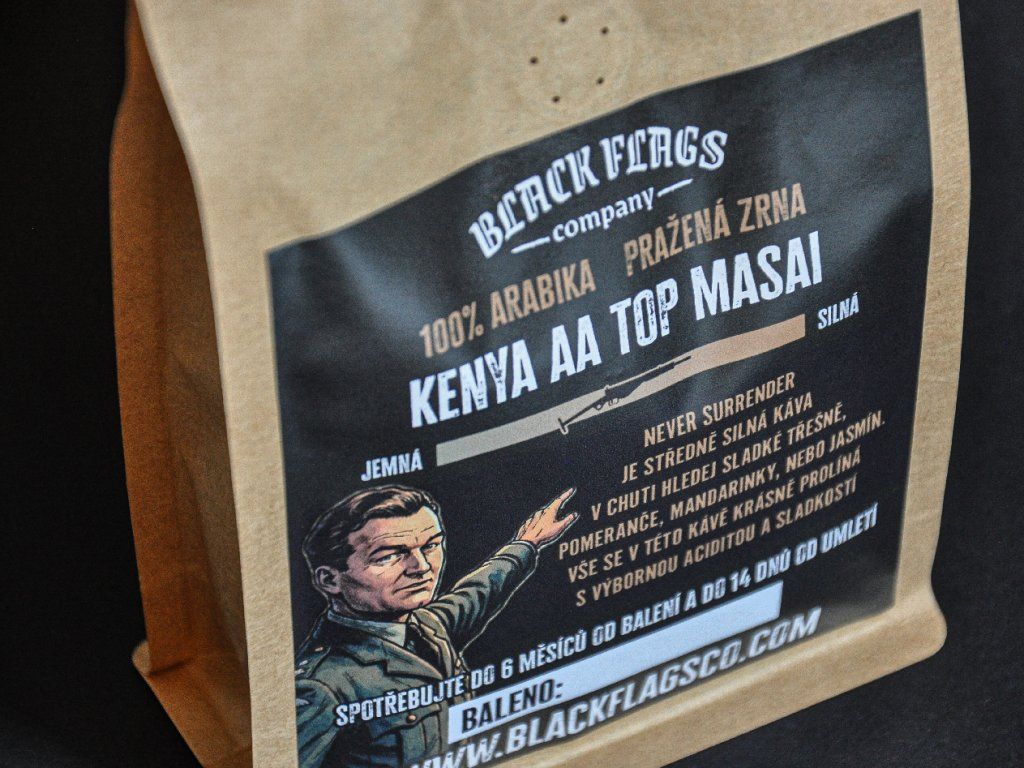 BLACK FLAGS
company
100% ARABIKA PRAŽENÁ ZRNA
KENYA AA TOP MASAI
JEMNÁ SILNÁ
NEVER SURRENDER
JE STŘEDNĚ SILNÁ KÁVA
V CHUTI HLEDEJ SLADKÉ TŘEŠNĚ,
POMERANČE, MANDARINKY, NEBO JASMÍN.
VŠE SE V TÉTO KÁVĚ KRÁSNĚ PROLÍNÁ
S VÝBORNOU ACIDITOU A SLADKOSTÍ
SPOTŘEBUJTE DO 6 MĚSÍCŮ OD BALENÍ A DO 14 DNŮ OD UMLETÍ
BALENO:
WWW.BLACKFLAGSCO.COM